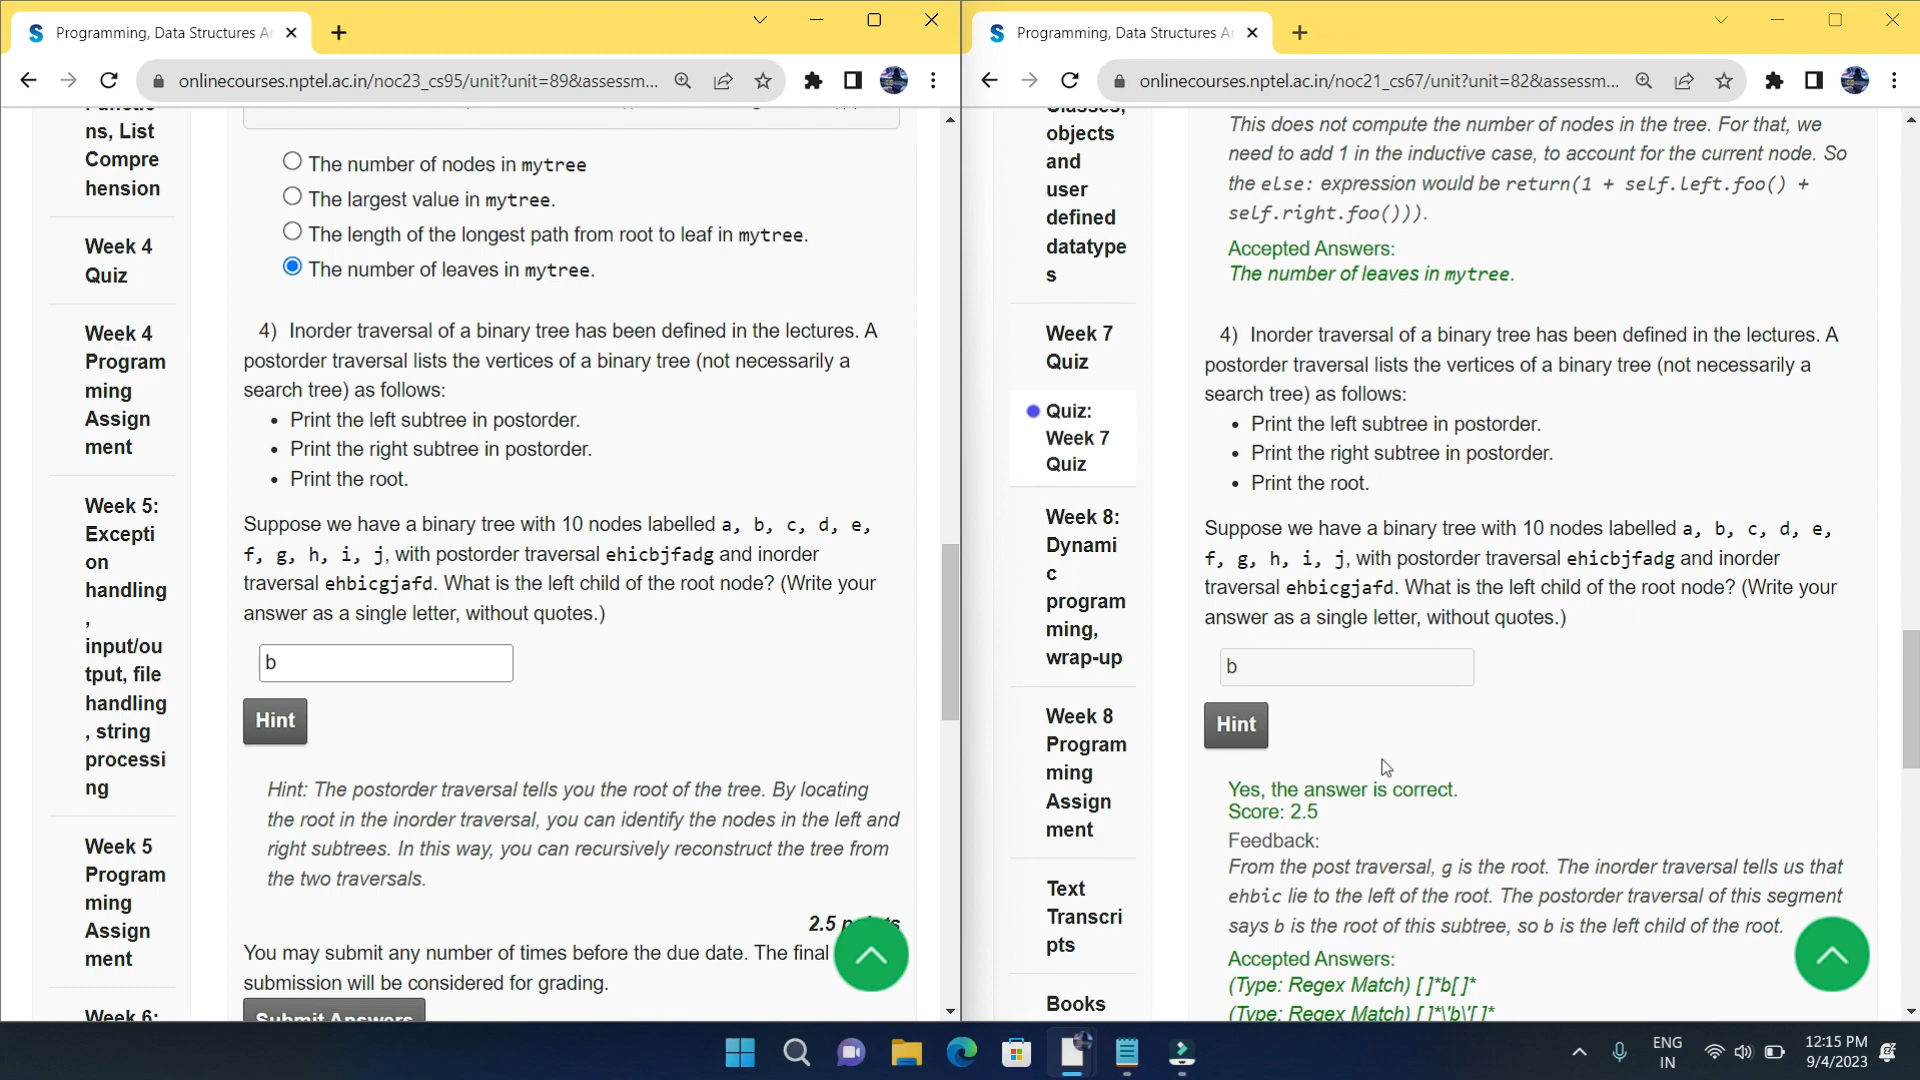 Programming, Data Structures Ar
onlinecourses.nptel.ac.in/noc23_cs95/unit?unit=89&assessm...
ns, List
Compre
hension
Week 4
Quiz
Week 4
Program
ming
Assign
ment
Week 5:
Excepti
on
handling
,
input/ou
tput, file
handling
, string
processi
ng
Week 5
Program
ming
Assign
ment
Week 6:
The number of nodes in mytree
The largest value in mytree.
The length of the longest path from root to leaf in mytree.
The number of leaves in mytree.
4) Inorder traversal of a binary tree has been defined in the lectures. A
postorder traversal lists the vertices of a binary tree (not necessarily a
search tree) as follows:
• Print the left subtree in postorder.
• Print the right subtree in postorder.
• Print the root.
Suppose we have a binary tree with 10 nodes labelled a, b, c, d, e,
f, g, h, i, j, with postorder traversal ehicbjfadg and inorder
traversal ehbicgjafd. What is the left child of the root node? (Write your
answer as a single letter, without quotes.)
b
Hint
Hint: The postorder traversal tells you the root of the tree. By locating
the root in the inorder traversal, you can identify the nodes in the left and
right subtrees. In this way, you can recursively reconstruct the tree from
the two traversals.
2.5
You may submit any number of times before the due date. The final
submission will be considered for grading.
Submit Answers
Programming, Data Structures Ar
onlinecourses.nptel.ac.in/noc21_cs67/unit?unit=82&assessm...
Classes,
objects
and
user
defined
datatype
s
Week 7
Quiz
Quiz:
Week 7
Quiz
Week 8:
Dynami
c
program
ming,
wrap-up
Week 8
Program
ming
Assign
ment
Text
Transcri
pts
Books
This does not compute the number of nodes in the tree. For that, we
need to add 1 in the inductive case, to account for the current node. So
the else: expression would be return(1 + self.left.foo() +
self.right.foo())).
Accepted Answers:
The number of leaves in mytree.
4) Inorder traversal of a binary tree has been defined in the lectures. A
postorder traversal lists the vertices of a binary tree (not necessarily a
search tree) as follows:
• Print the left subtree in postorder.
• Print the right subtree in postorder.
• Print the root.
Suppose we have a binary tree with 10 nodes labelled a, b, c, d, e,
f, g, h, i, j, with postorder traversal ehicbjfadg and inorder
traversal ehbicgjafd. What is the left child of the root node? (Write your
answer as a single letter, without quotes.)
b
Hint
Yes, the answer is correct.
Score: 2.5
Feedback:
From the post traversal, g is the root. The inorder traversal tells us that
ehbic lie to the left of the root. The postorder traversal of this segment
says b is the root of this subtree, so b is the left child of the root.
Accepted Answers:
(Type: Regex Match) [ ]*b[ ]*
(Type: Regex Match) [ ]*\'b\'[ ]*
ENG
IN
12:15 PM
9/4/2023